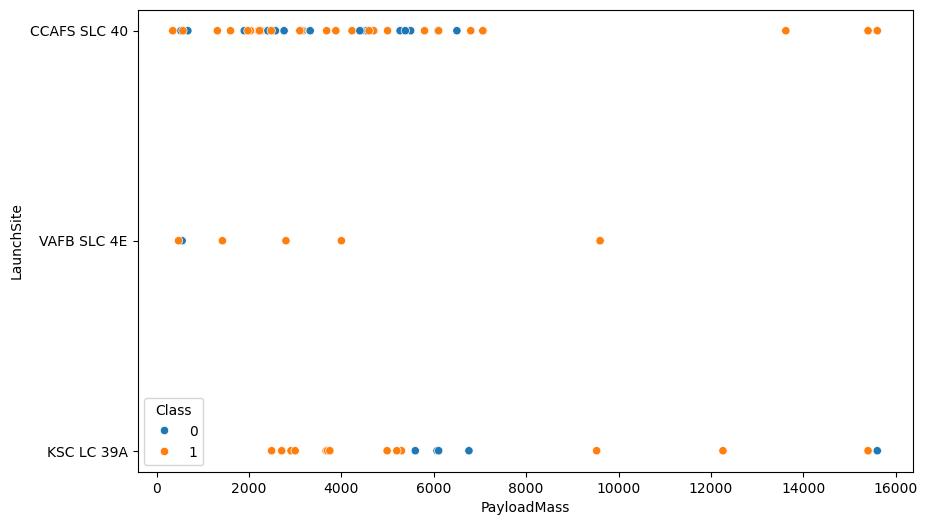 CCAFS SLC 40
VAFB SLC 4E
KSC LC 39A
LaunchSite
Class
0
1
0 2000 4000 6000 8000 10000 12000 14000 16000
PayloadMass